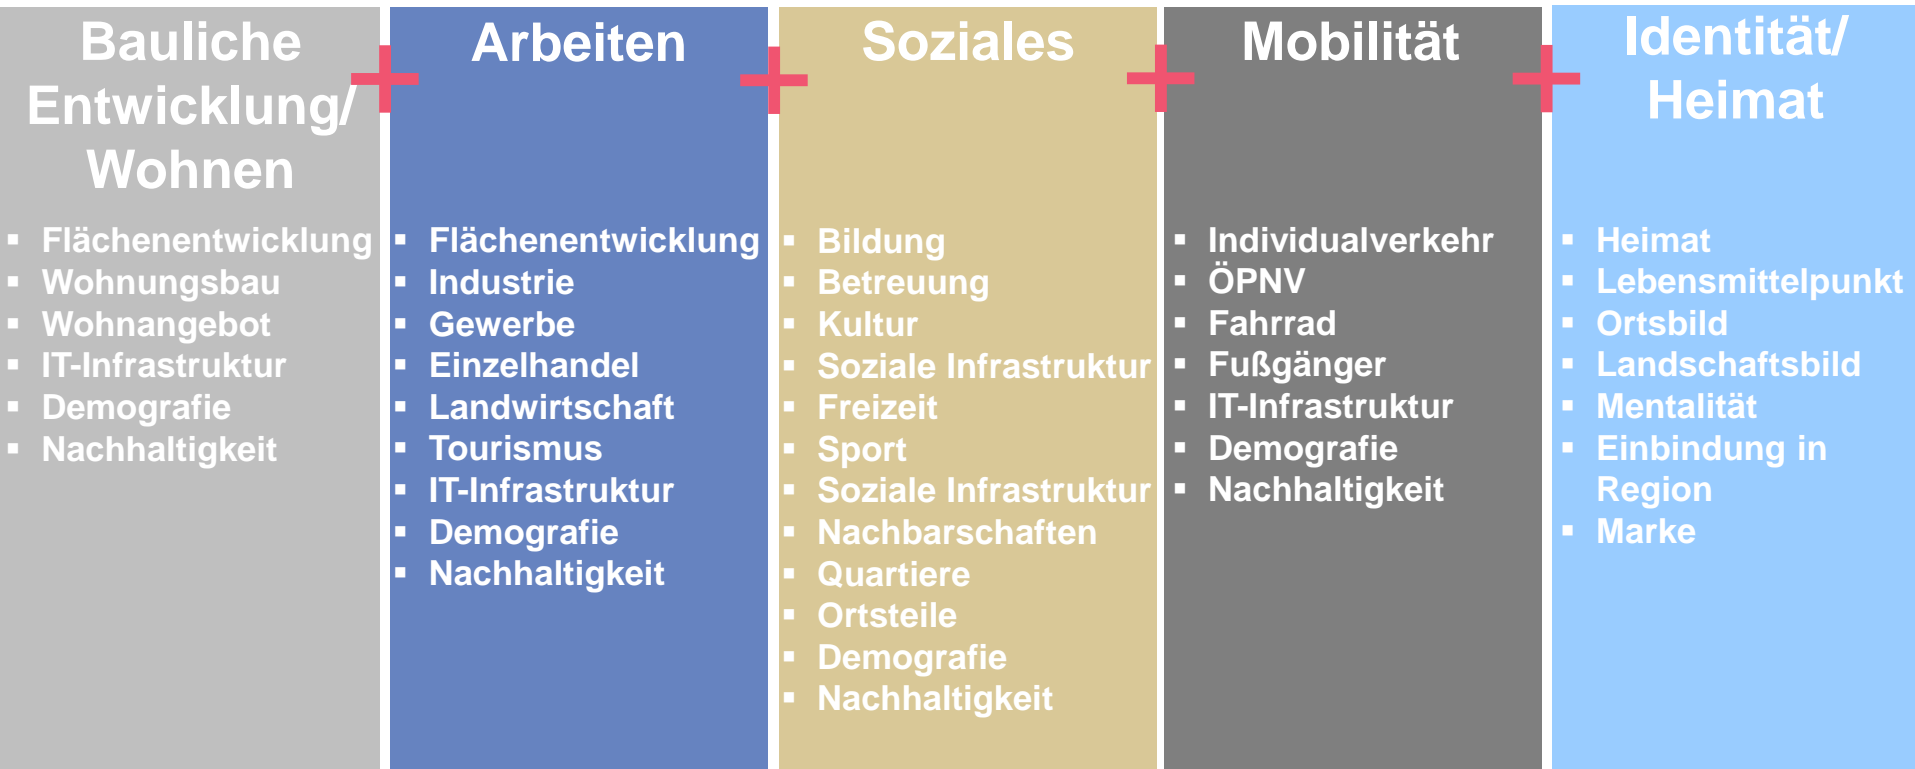 Bauliche
Entwicklung/
Wohnen
▪ Flächenentwicklung
▪ Wohnungsbau
▪ Wohnangebot
▪ IT-Infrastruktur
▪ Demografie
▪ Nachhaltigkeit
+
Arbeiten
▪ Flächenentwicklung
▪ Industrie
▪ Gewerbe
▪ Einzelhandel
▪ Landwirtschaft
▪ Tourismus
▪ IT-Infrastruktur
▪ Demografie
▪ Nachhaltigkeit
+
Soziales
▪ Bildung
▪ Betreuung
▪ Kultur
▪ Soziale Infrastruktur
▪ Freizeit
▪ Sport
▪ Soziale Infrastruktur
▪ Nachbarschaften
▪ Quartiere
▪ Ortsteile
▪ Demografie
▪ Nachhaltigkeit
+
Mobilität
▪ Individualverkehr
▪ ÖPNV
▪ Fahrrad
▪ Fußgänger
▪ IT-Infrastruktur
▪ Demografie
▪ Nachhaltigkeit
+
Identität/
Heimat
▪ Heimat
▪ Lebensmittelpunkt
▪ Ortsbild
▪ Landschaftsbild
▪ Mentalität
▪ Einbindung in
Region
▪ Marke